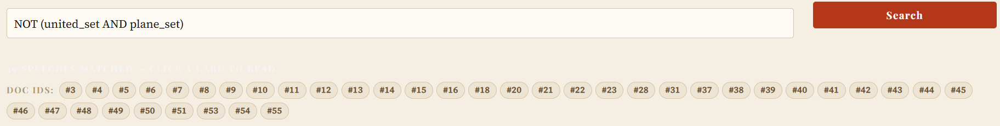 NOT (united_set AND plane_set)
Search
39 SPEECHES MATCHED — CLICK A CARD TO READ
DOC IDS: #3 #4 #5 #6 #7 #8 #9 #10 #11 #12 #13 #14 #15 #16 #18 #20 #21 #22 #23 #28 #31 #37 #38 #39 #40 #41 #42 #43 #44 #45
#46 #47 #48 #49 #50 #51 #53 #54 #55